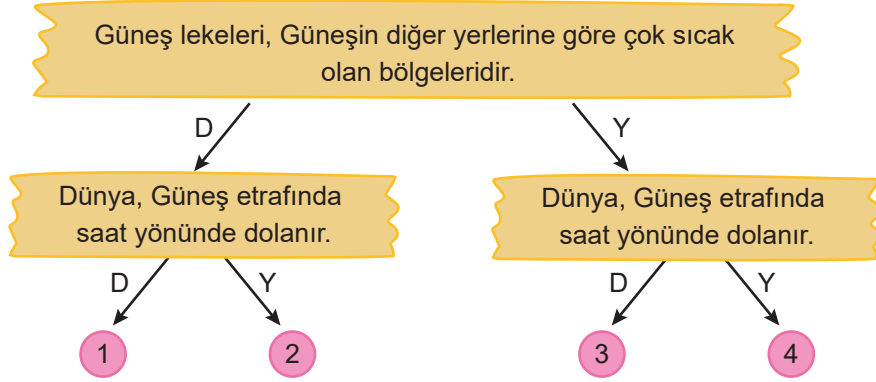 Güneş lekeleri, Güneşin diğer yerlerine göre çok sıcak
olan bölgeleridir.
D
Y
Dünya, Güneş etrafında
saat yönünde dolanır.
Dünya, Güneş etrafında
saat yönünde dolanır.
D
Y
D
Y
1
2
3
4